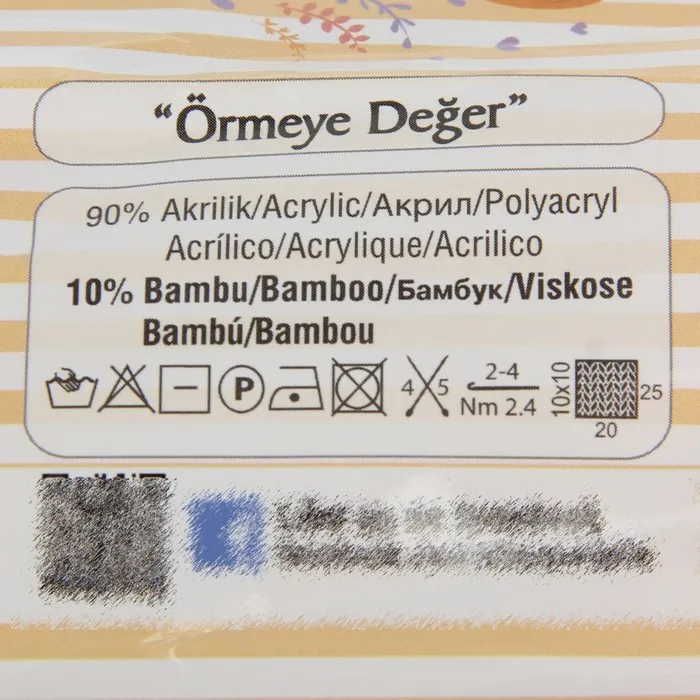 “Örmeye Değer”
90% Akrilik/Acrylic/Акрил/Polyacryl
Acrílico/Acrylique/Acrilico
10% Bambu/Bamboo/Бамбук/Viskose
Bambú/Bambou
P 4 5 2-4 Nm 2.4 10x10 25
20